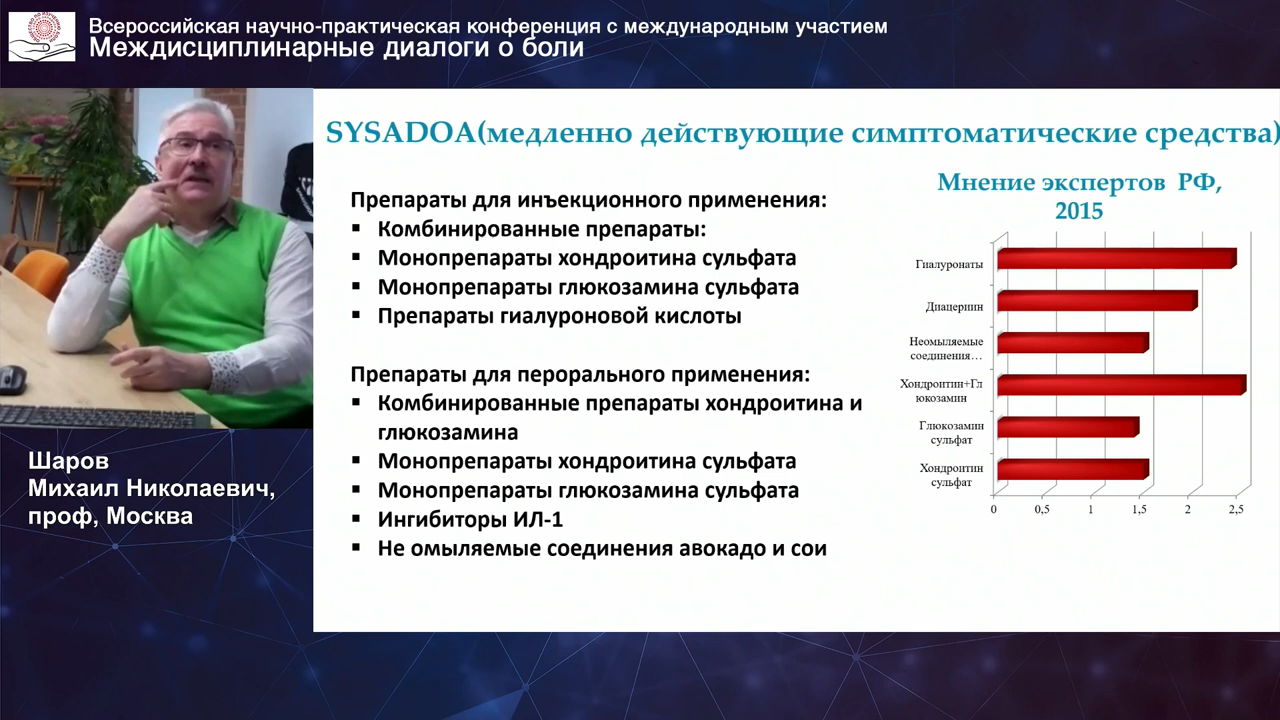 Всероссийская научно-практическая конференция с международным участием
Междисциплинарные диалоги о боли
SYSADOA(медленно действующие симптоматические средства)
Препараты для инъекционного применения:
▪ Комбинированные препараты:
▪ Монопрепараты хондроитина сульфата
▪ Монопрепараты глюкозамина сульфата
▪ Препараты гиалуроновой кислоты
Препараты для перорального применения:
▪ Комбинированные препараты хондроитина и
глюкозамина
▪ Монопрепараты хондроитина сульфата
▪ Монопрепараты глюкозамина сульфата
▪ Ингибиторы ИЛ-1
▪ Не омыляемые соединения авокадо и сои
Мнение экспертов РФ,
2015
Гиалуронаты
Диацериин
Неомыляемые
соединения…
Хондроитин+Гл
юкозамин
Глюкозамин
сульфат
Хондроитин
сульфат
0 0,5 1 1,5 2 2,5
Шаров
Михаил Николаевич,
проф, Москва